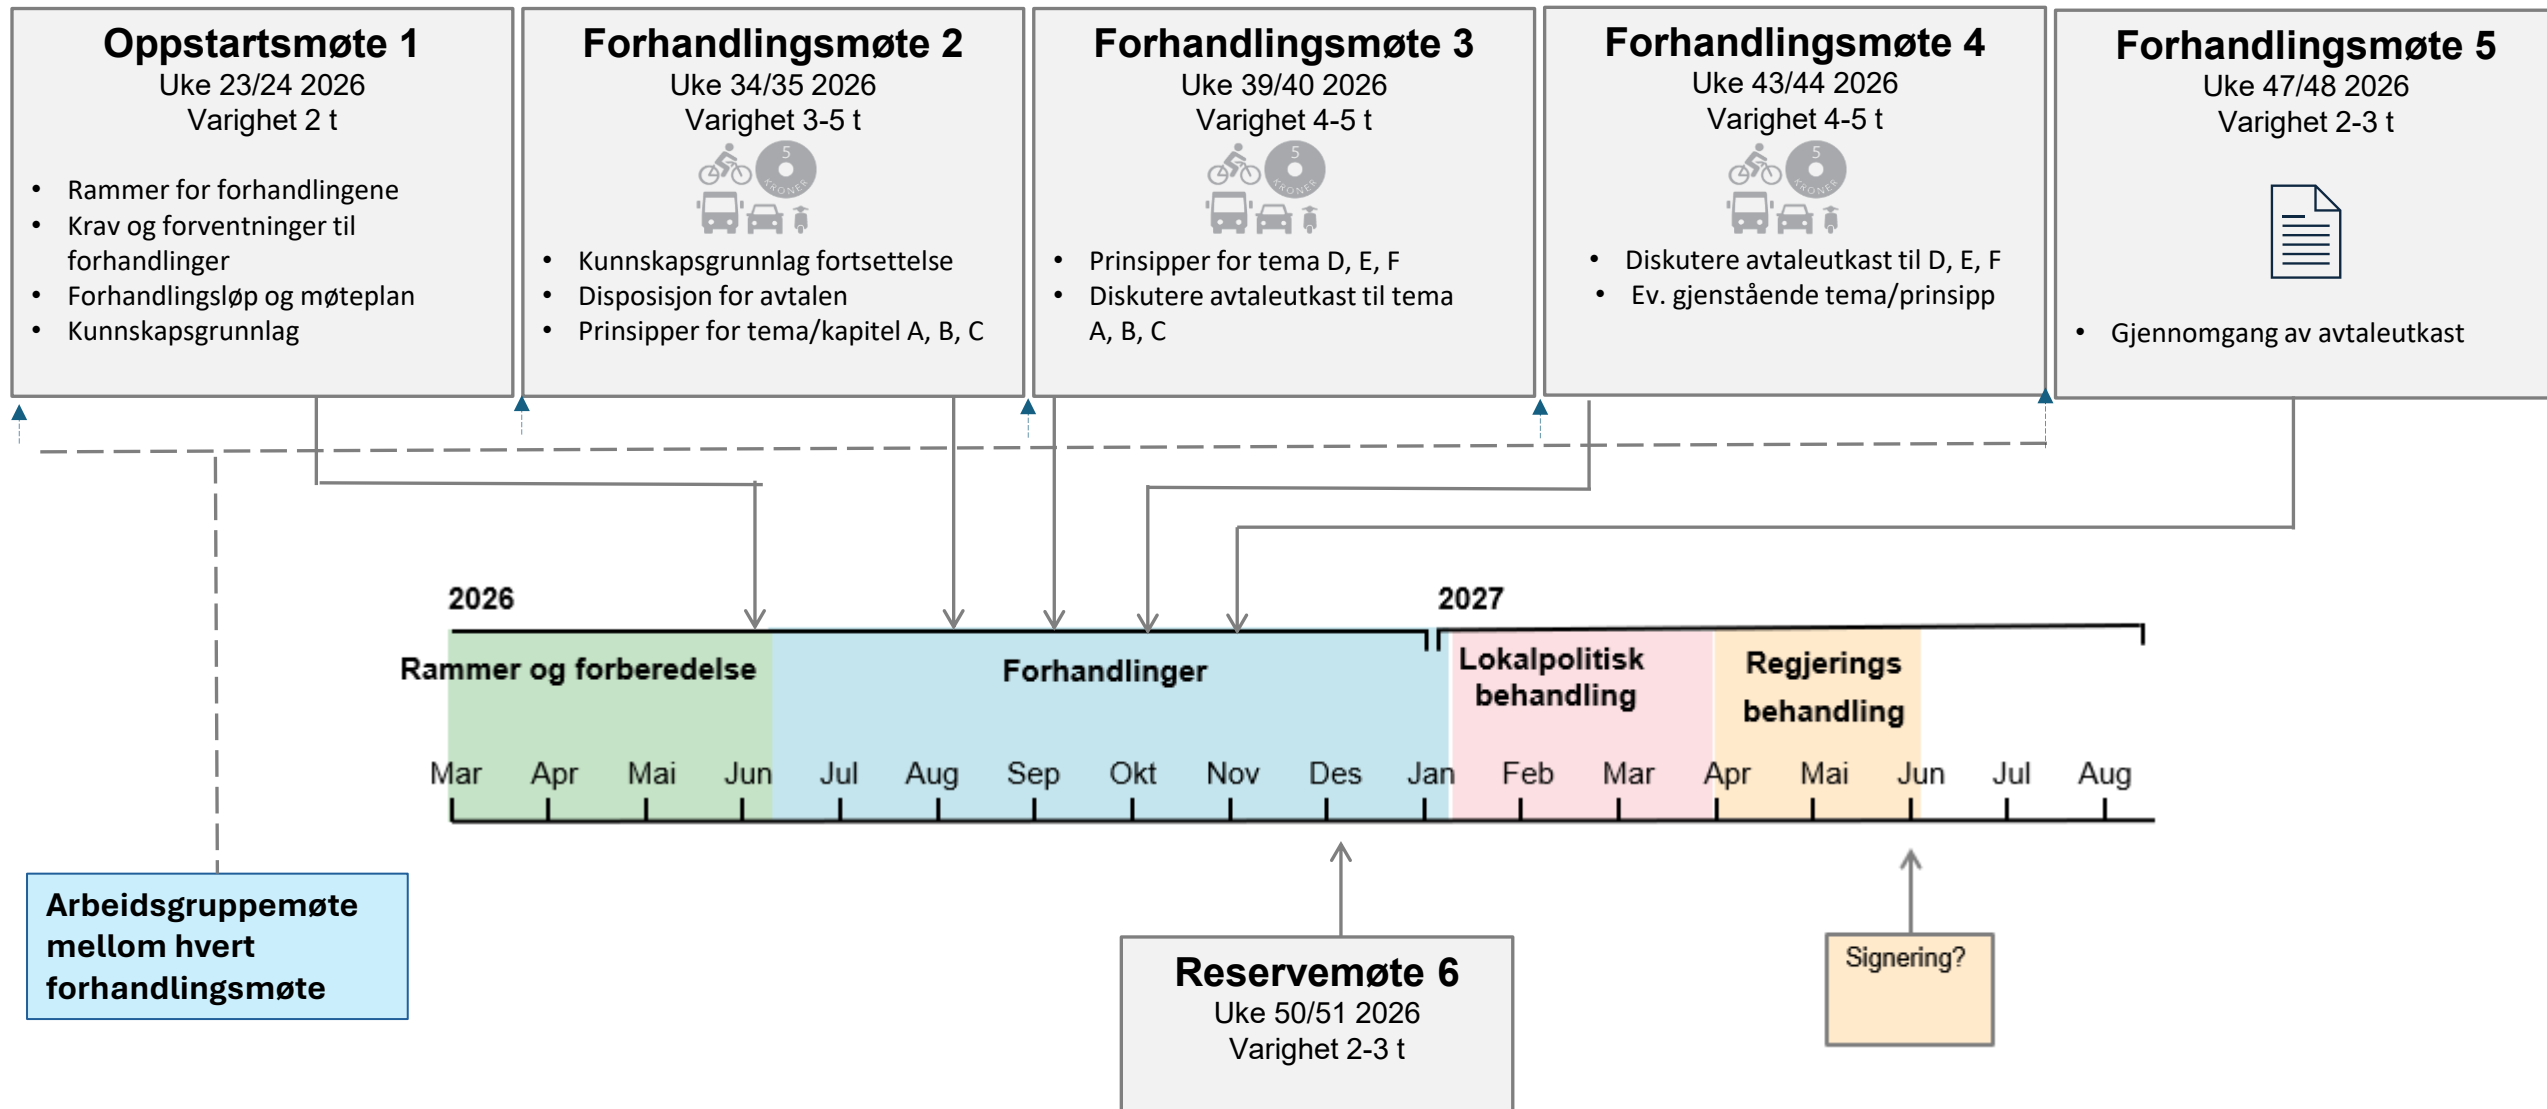 Oppstartsmøte 1
Uke 23/24 2026
Varighet 2 t
• Rammer for forhandlingene
• Krav og forventninger til
forhandlinger
• Forhandlingsløp og møteplan
• Kunnskapsgrunnlag
Forhandlingsmøte 2
Uke 34/35 2026
Varighet 3-5 t
5
KRONER
• Kunnskapsgrunnlag fortsettelse
• Disposisjon for avtalen
• Prinsipper for tema/kapitel A, B, C
Forhandlingsmøte 3
Uke 39/40 2026
Varighet 4-5 t
5
KRONER
• Prinsipper for tema D, E, F
• Diskutere avtaleutkast til tema
A, B, C
Forhandlingsmøte 4
Uke 43/44 2026
Varighet 4-5 t
5
KRONER
• Diskutere avtaleutkast til D, E, F
• Ev. gjenstående tema/prinsipp
Forhandlingsmøte 5
Uke 47/48 2026
Varighet 2-3 t
• Gjennomgang av avtaleutkast
2026
2027
Rammer og forberedelse
Forhandlinger
Lokalpolitisk
behandling
Regjerings
behandling
Mar Apr Mai Jun Jul Aug Sep Okt Nov Des Jan Feb Mar Apr Mai Jun Jul Aug
Arbeidsgruppemøte
mellom hvert
forhandlingsmøte
Reservemøte 6
Uke 50/51 2026
Varighet 2-3 t
Signering?